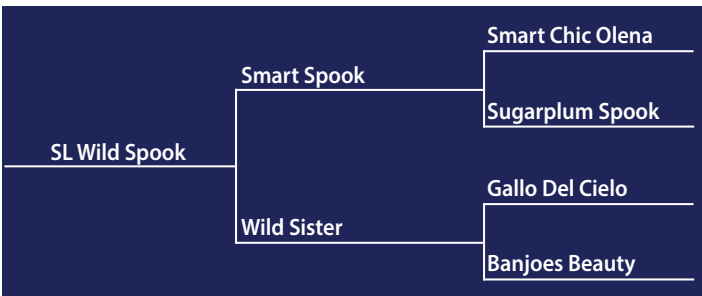 Smart Chic Olena
Smart Spook
Sugarplum Spook
SL Wild Spook
Gallo Del Cielo
Wild Sister
Banjoes Beauty